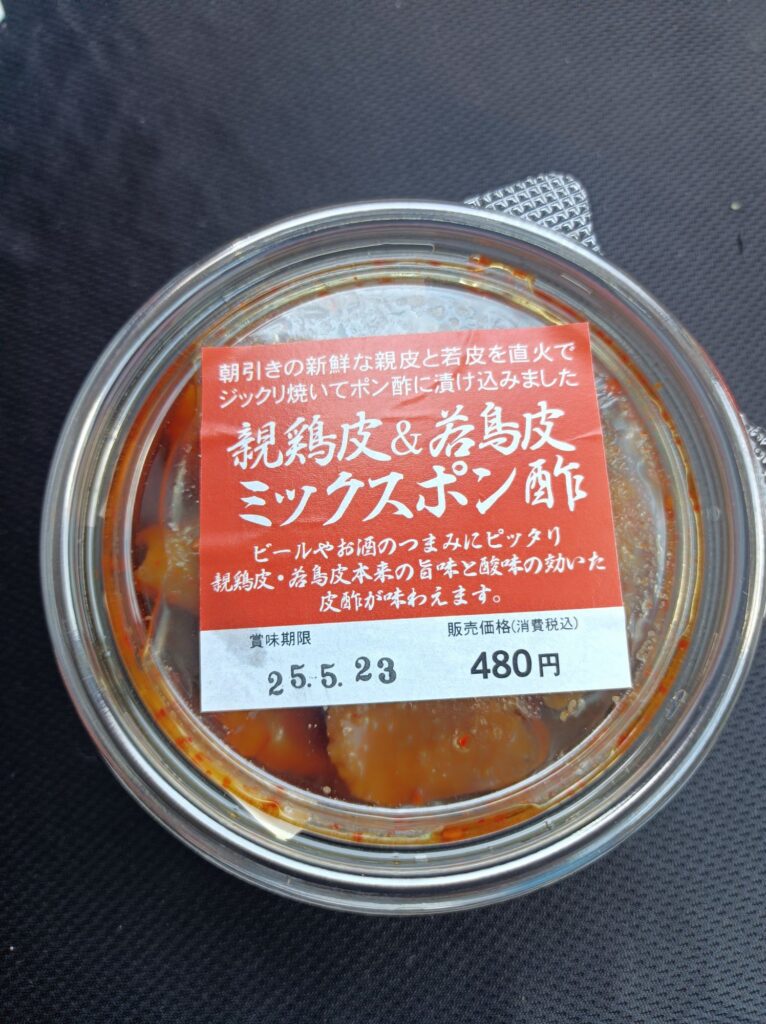 朝引きの新鮮な親皮と若皮を直火で
ジックリ焼いてポン酢に漬け込みました
親鶏皮&若鳥皮
ミックスポン酢
ビールやお酒のつまみにピッタリ
親鶏皮・若鳥皮本来の旨味と酸味の効いた
皮酢が味わえます。
賞味期限 販売価格(消費税込)
25.5.23 480円